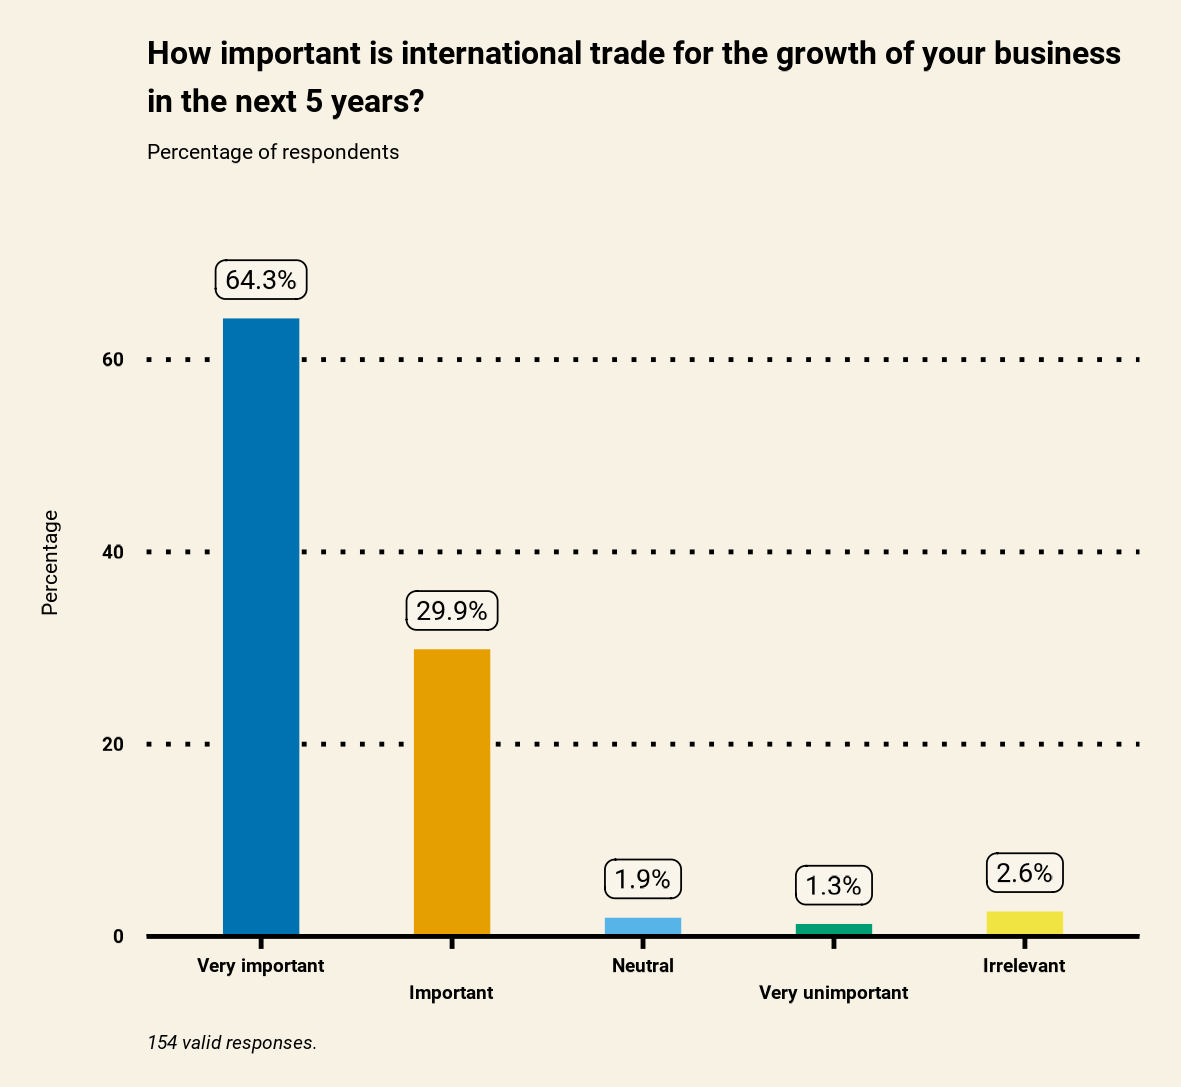 How important is international trade for the growth of your business
in the next 5 years?
Percentage of respondents
64.3%
60
40
Percentage
29.9%
20
1.9%
1.3%
2.6%
0
Very important
Important
Neutral
Very unimportant
Irrelevant
154 valid responses.